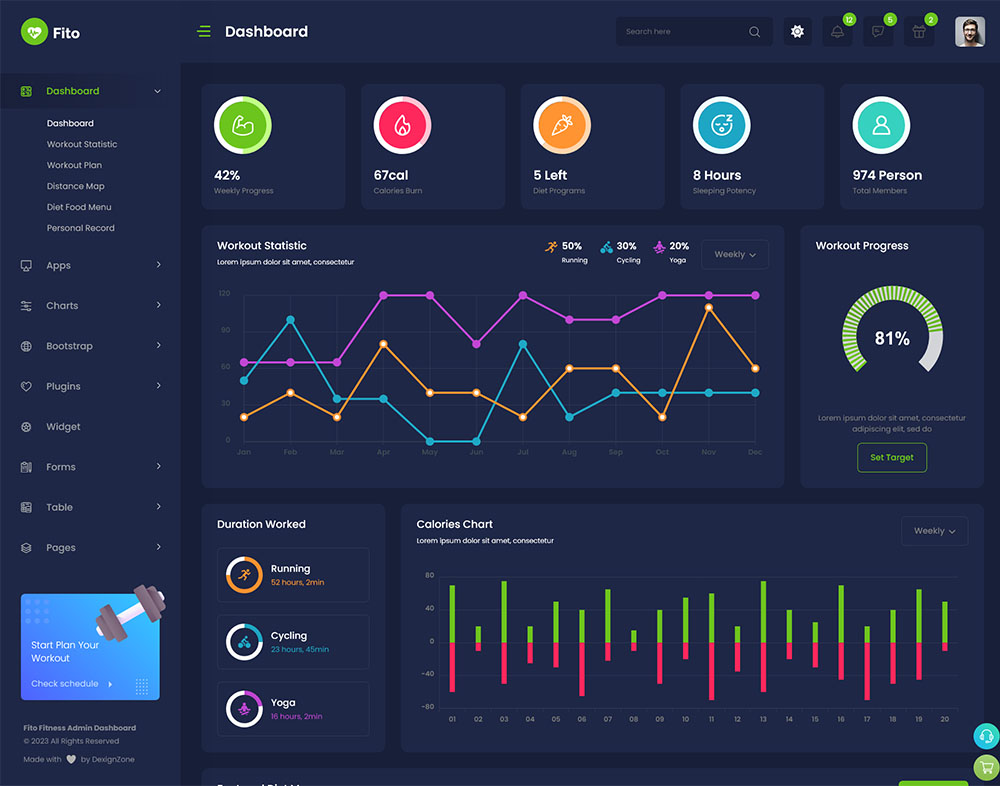 Fito
Dashboard
Search here
12
5
2
Dashboard
Dashboard
Workout Statistic
Workout Plan
Distance Map
Diet Food Menu
Personal Record
Apps
Charts
Bootstrap
Plugins
Widget
Forms
Table
Pages
Start Plan Your
Workout
Check schedule
Fito Fitness Admin Dashboard
© 2023 All Rights Reserved
Made with by DexignZone
42%
Weekly Progress
67cal
Calories Burn
5 Left
Diet Programs
8 Hours
Sleeping Potency
974 Person
Total Members
Workout Statistic
Lorem ipsum dolor sit amet, consectetur
50%
Running
30%
Cycling
20%
Yoga
Weekly
120
90
60
30
0
Jan Feb Mar Apr May Jun Jul Aug Sep Oct Nov Dec
Workout Progress
81%
Lorem ipsum dolor sit amet, consectetur
adipiscing elit, sed do
Set Target
Duration Worked
Running
52 hours, 2min
Cycling
23 hours, 45min
Yoga
16 hours, 2min
Calories Chart
Lorem ipsum dolor sit amet, consectetur
Weekly
80
40
0
-40
-80
01 02 03 04 05 06 07 08 09 10 11 12 13 14 15 16 17 18 19 20